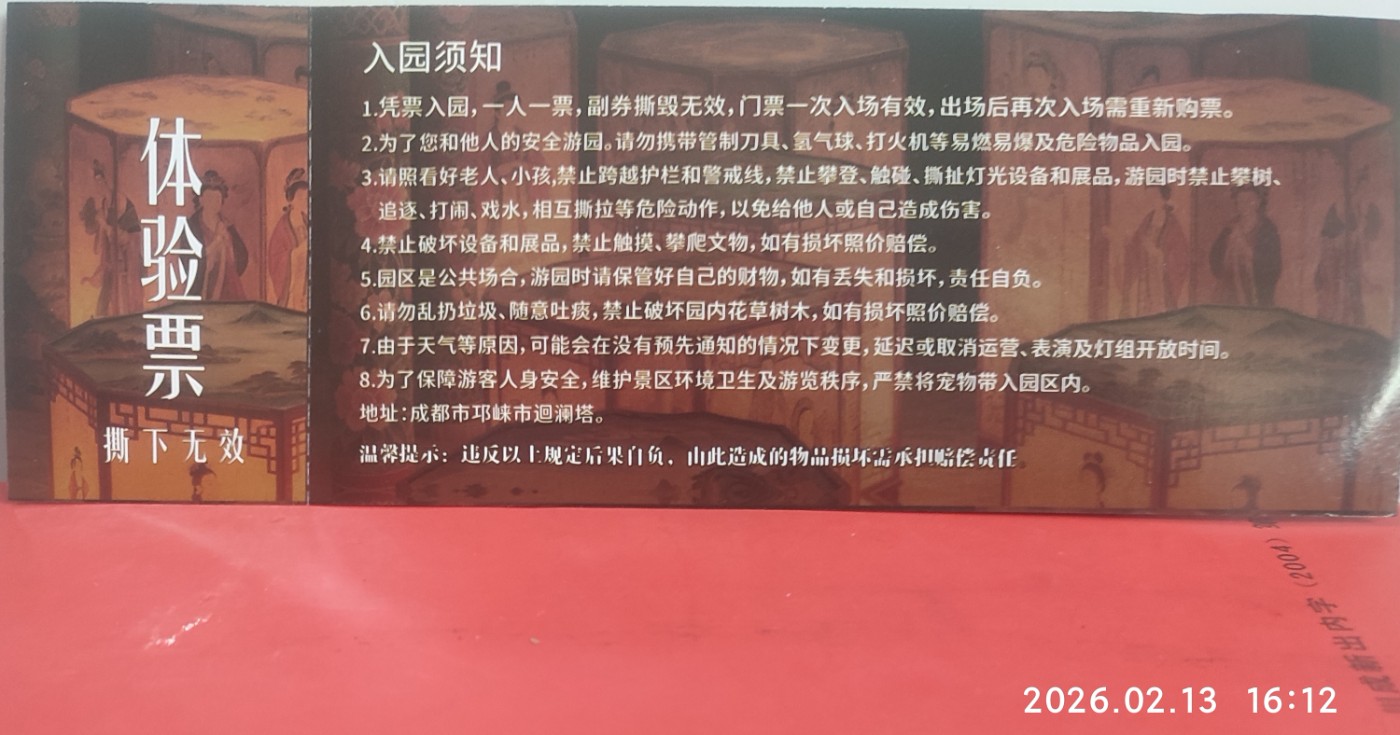 体验票
撕下无效
入园须知
1.凭票入园，一人一票，副券撕毁无效，门票一次入场有效，出场后再次入场需重新购票。
2.为了您和他人的安全游园。请勿携带管制刀具、氢气球、打火机等易燃易爆及危险物品入园。
3.请照看好老人、小孩,禁止跨越护栏和警戒线，禁止攀登、触碰、撕扯灯光设备和展品，游园时禁止攀树、
追逐、打闹、戏水，相互撕拉等危险动作，以免给他人或自己造成伤害。
4.禁止破坏设备和展品，禁止触摸、攀爬文物，如有损坏照价赔偿。
5.园区是公共场合，游园时请保管好自己的财物，如有丢失和损坏，责任自负。
6.请勿乱扔垃圾、随意吐痰，禁止破坏园内花草树木，如有损坏照价赔偿。
7.由于天气等原因，可能会在没有预先通知的情况下变更，延迟或取消运营、表演及灯组开放时间。
8.为了保障游客人身安全，维护景区环境卫生及游览秩序，严禁将宠物带入园区内。
地址：成都市邛崃市迴澜塔。
温馨提示：违反以上规定后果自负，由此造成的物品损坏需承担赔偿责任
成新出内字（2004）
2026.02.13 16:12